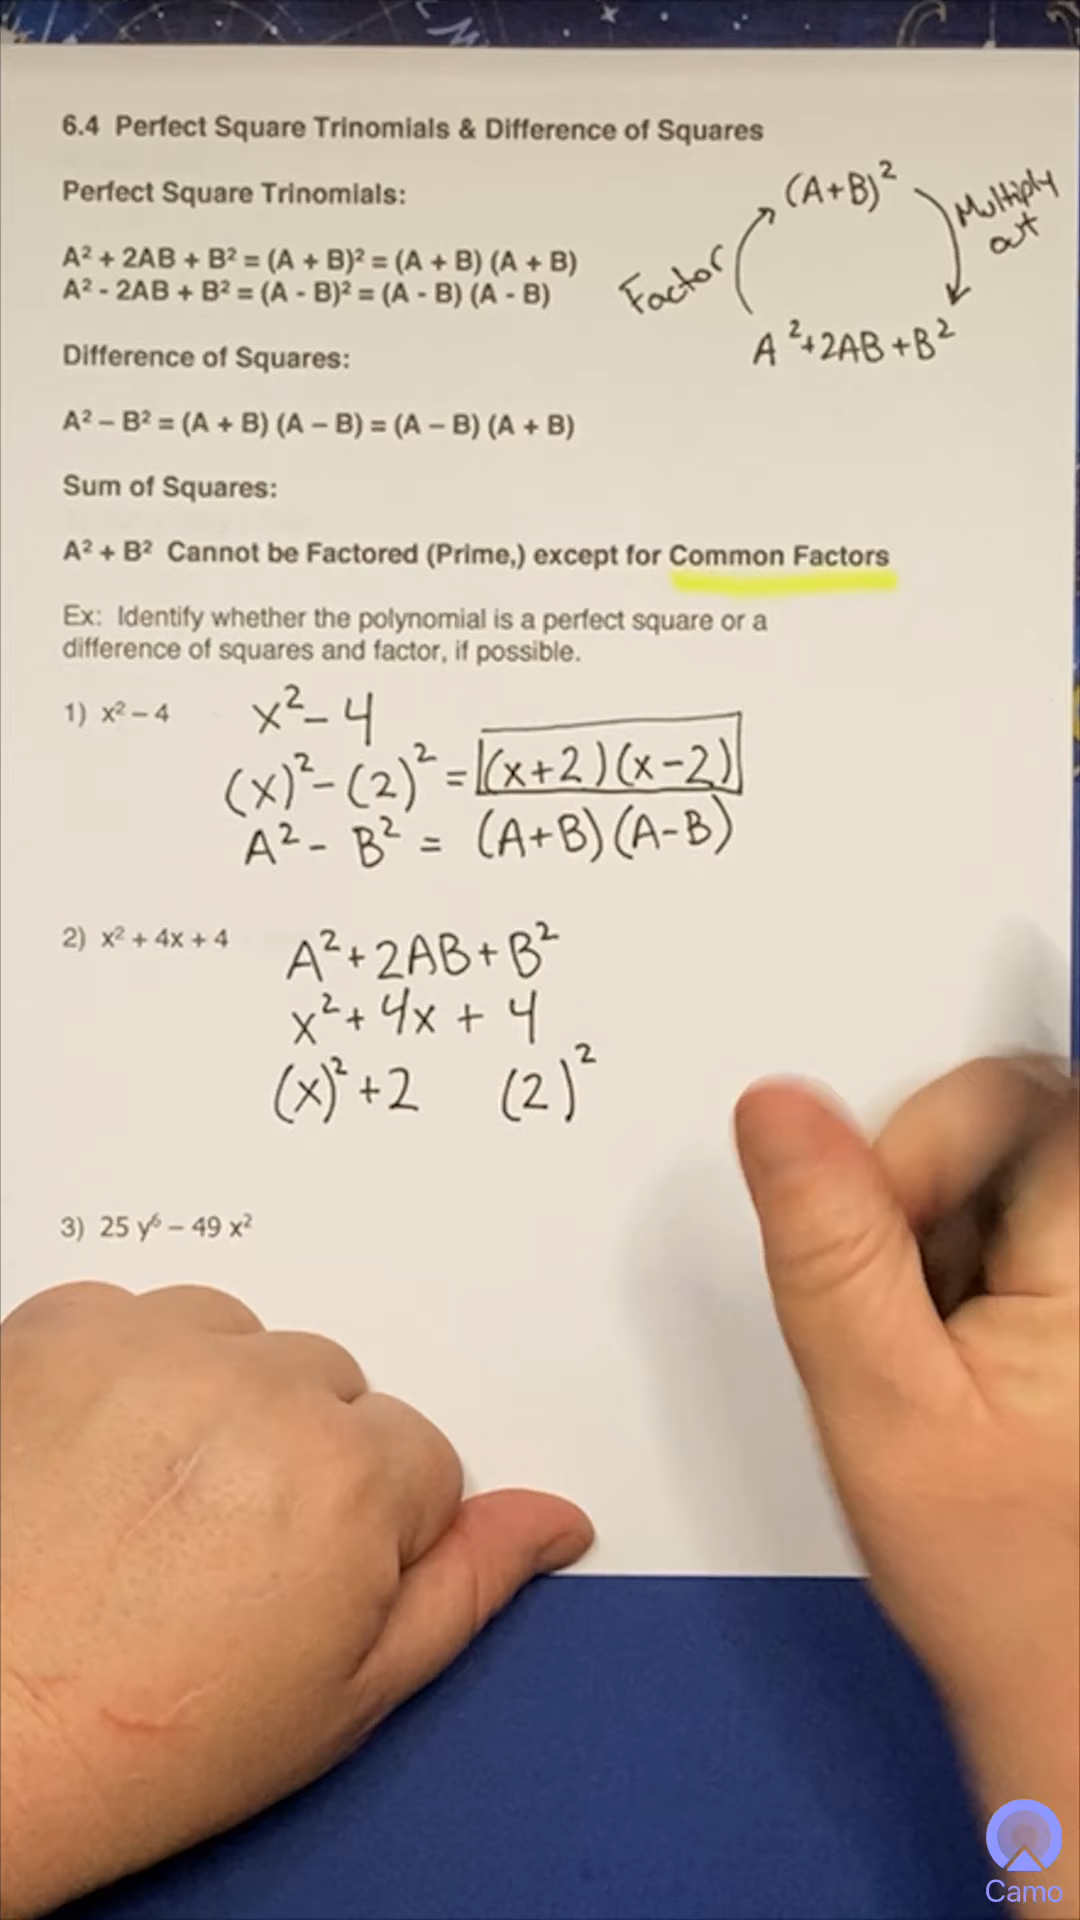 6.4 Perfect Square Trinomials & Difference of Squares
Perfect Square Trinomials:
(A+B)²
Multiply
out
Factor
A² + 2AB + B² = (A + B)² = (A + B) (A + B)
A² - 2AB + B² = (A - B)² = (A - B) (A - B)
A²+2AB+B²
Difference of Squares:
A² – B² = (A + B) (A – B) = (A – B) (A + B)
Sum of Squares:
A² + B² Cannot be Factored (Prime,) except for Common Factors
Ex: Identify whether the polynomial is a perfect square or a
difference of squares and factor, if possible.
1) x² – 4
x²-4
(x)²-(2)² = (x+2)(x-2)
A² - B² = (A+B)(A-B)
2) x² + 4x + 4
A²+2AB+B²
x²+4x+4
(x)²+2 (2)²
3) 25 y⁶ – 49 x²
Camo